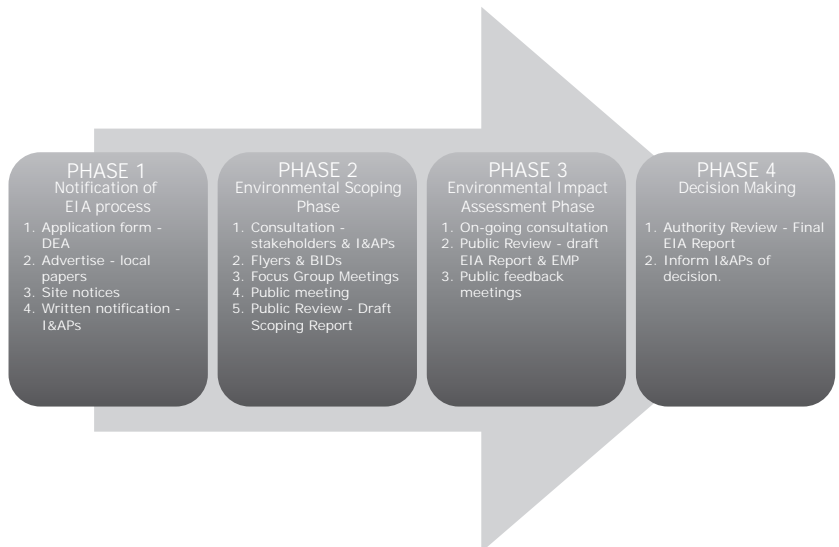 PHASE 1
Notification of
EIA process
1. Application form -
DEA
2. Advertise - local
papers
3. Site notices
4. Written notification -
I&APs
PHASE 2
Environmental Scoping
Phase
1. Consultation -
stakeholders & I&APs
2. Flyers & BIDs
3. Focus Group Meetings
4. Public meeting
5. Public Review - Draft
Scoping Report
PHASE 3
Environmental Impact
Assessment Phase
1. On-going consultation
2. Public Review - draft
EIA Report & EMP
3. Public feedback
meetings
PHASE 4
Decision Making
1. Authority Review - Final
EIA Report
2. Inform I&APs of
decision.